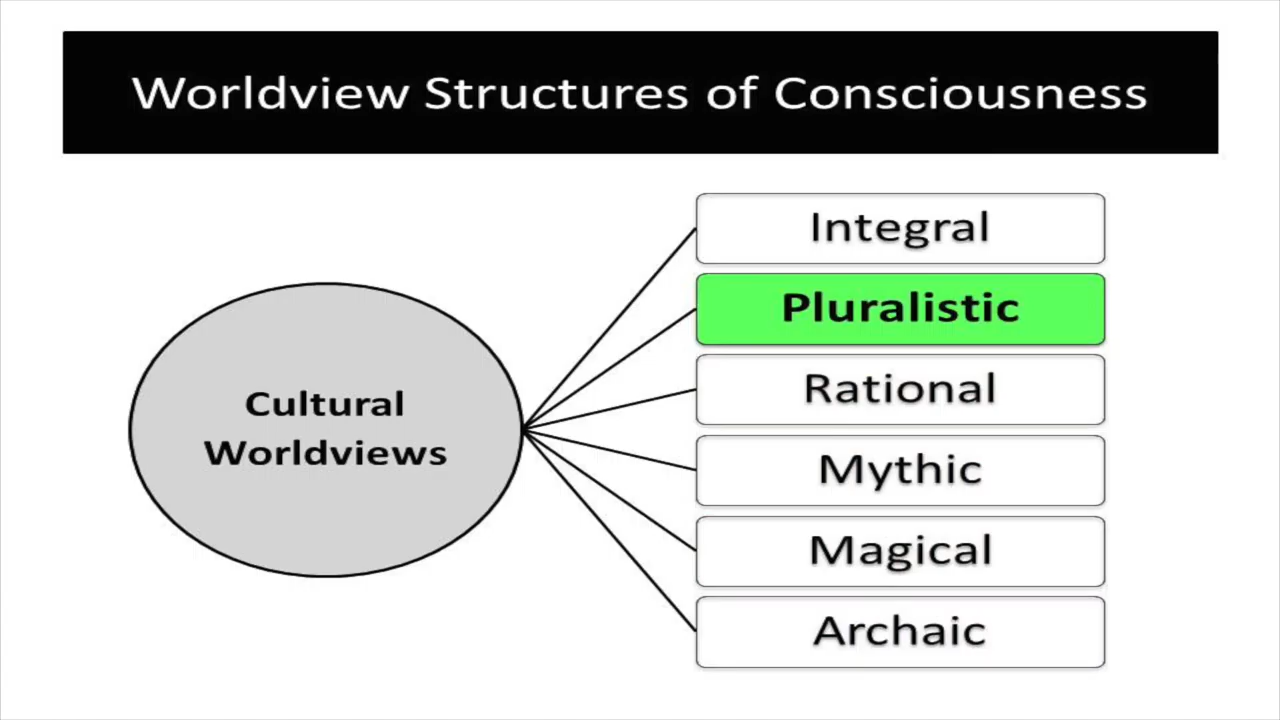 Worldview Structures of Consciousness
Cultural
Worldviews
Integral
Pluralistic
Rational
Mythic
Magical
Archaic